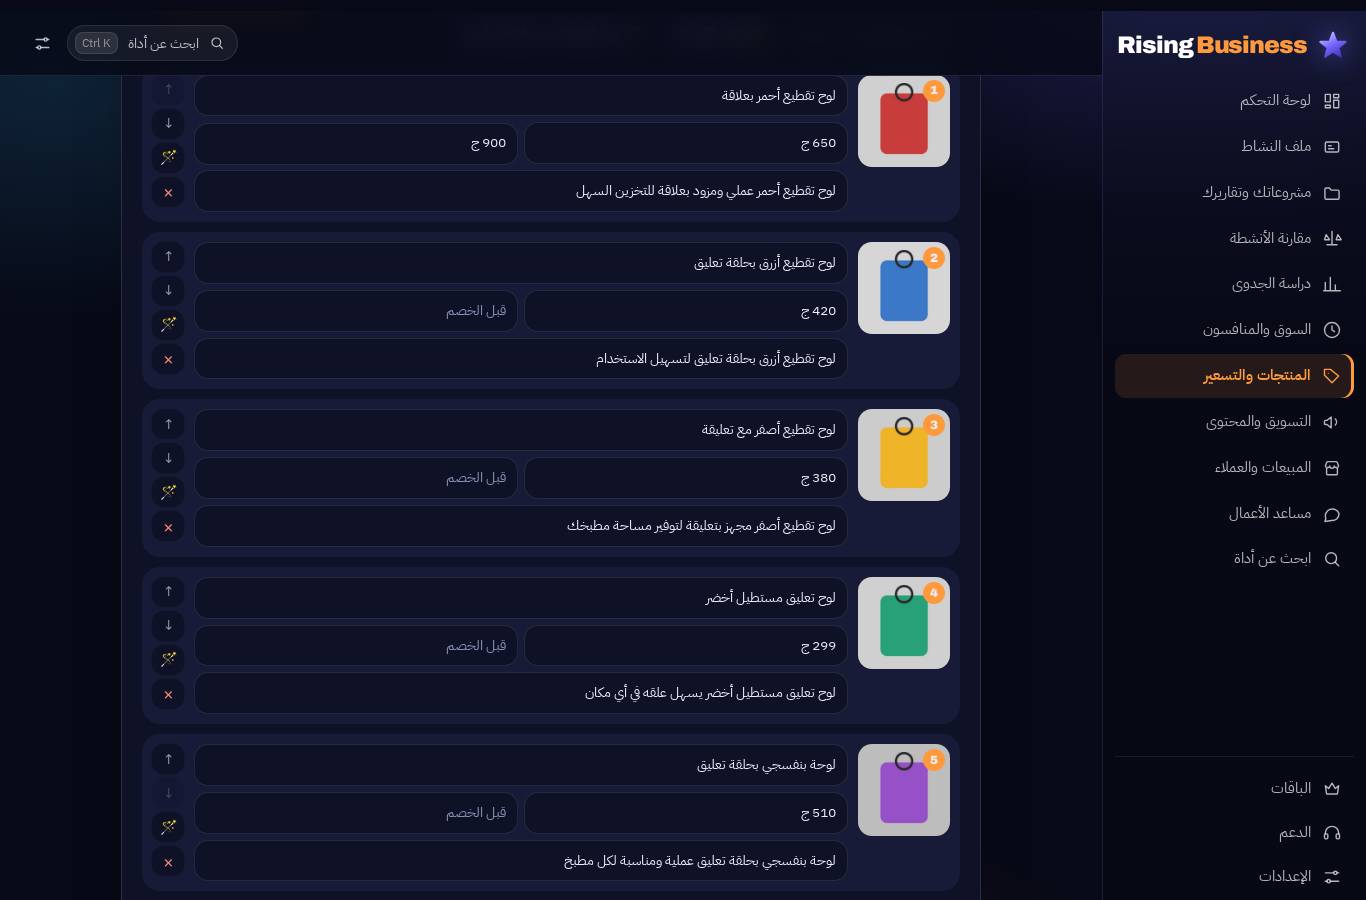 Rising Business
لوحة التحكم
ملف النشاط
مشروعاتك وتقاريرك
مقارنة الأنشطة
دراسة الجدوى
السوق والمنافسون
المنتجات والتسعير
التسويق والمحتوى
المبيعات والعملاء
مساعد الأعمال
ابحث عن أداة
الباقات
الدعم
الإعدادات
ابحث عن أداة Ctrl K
1
لوح تقطيع أحمر بعلاقة
650 ج
900 ج
لوح تقطيع أحمر عملي ومزود بعلاقة للتخزين السهل
2
لوح تقطيع أزرق بحلقة تعليق
420 ج
قبل الخصم
لوح تقطيع أزرق بحلقة تعليق لتسهيل الاستخدام
3
لوح تقطيع أصفر مع تعليقة
380 ج
قبل الخصم
لوح تقطيع أصفر مجهز بتعليقة لتوفير مساحة مطبخك
4
لوح تعليق مستطيل أخضر
299 ج
قبل الخصم
لوح تعليق مستطيل أخضر يسهل علقه في أي مكان
5
لوحة بنفسجي بحلقة تعليق
510 ج
قبل الخصم
لوحة بنفسجي بحلقة تعليق عملية ومناسبة لكل مطبخ